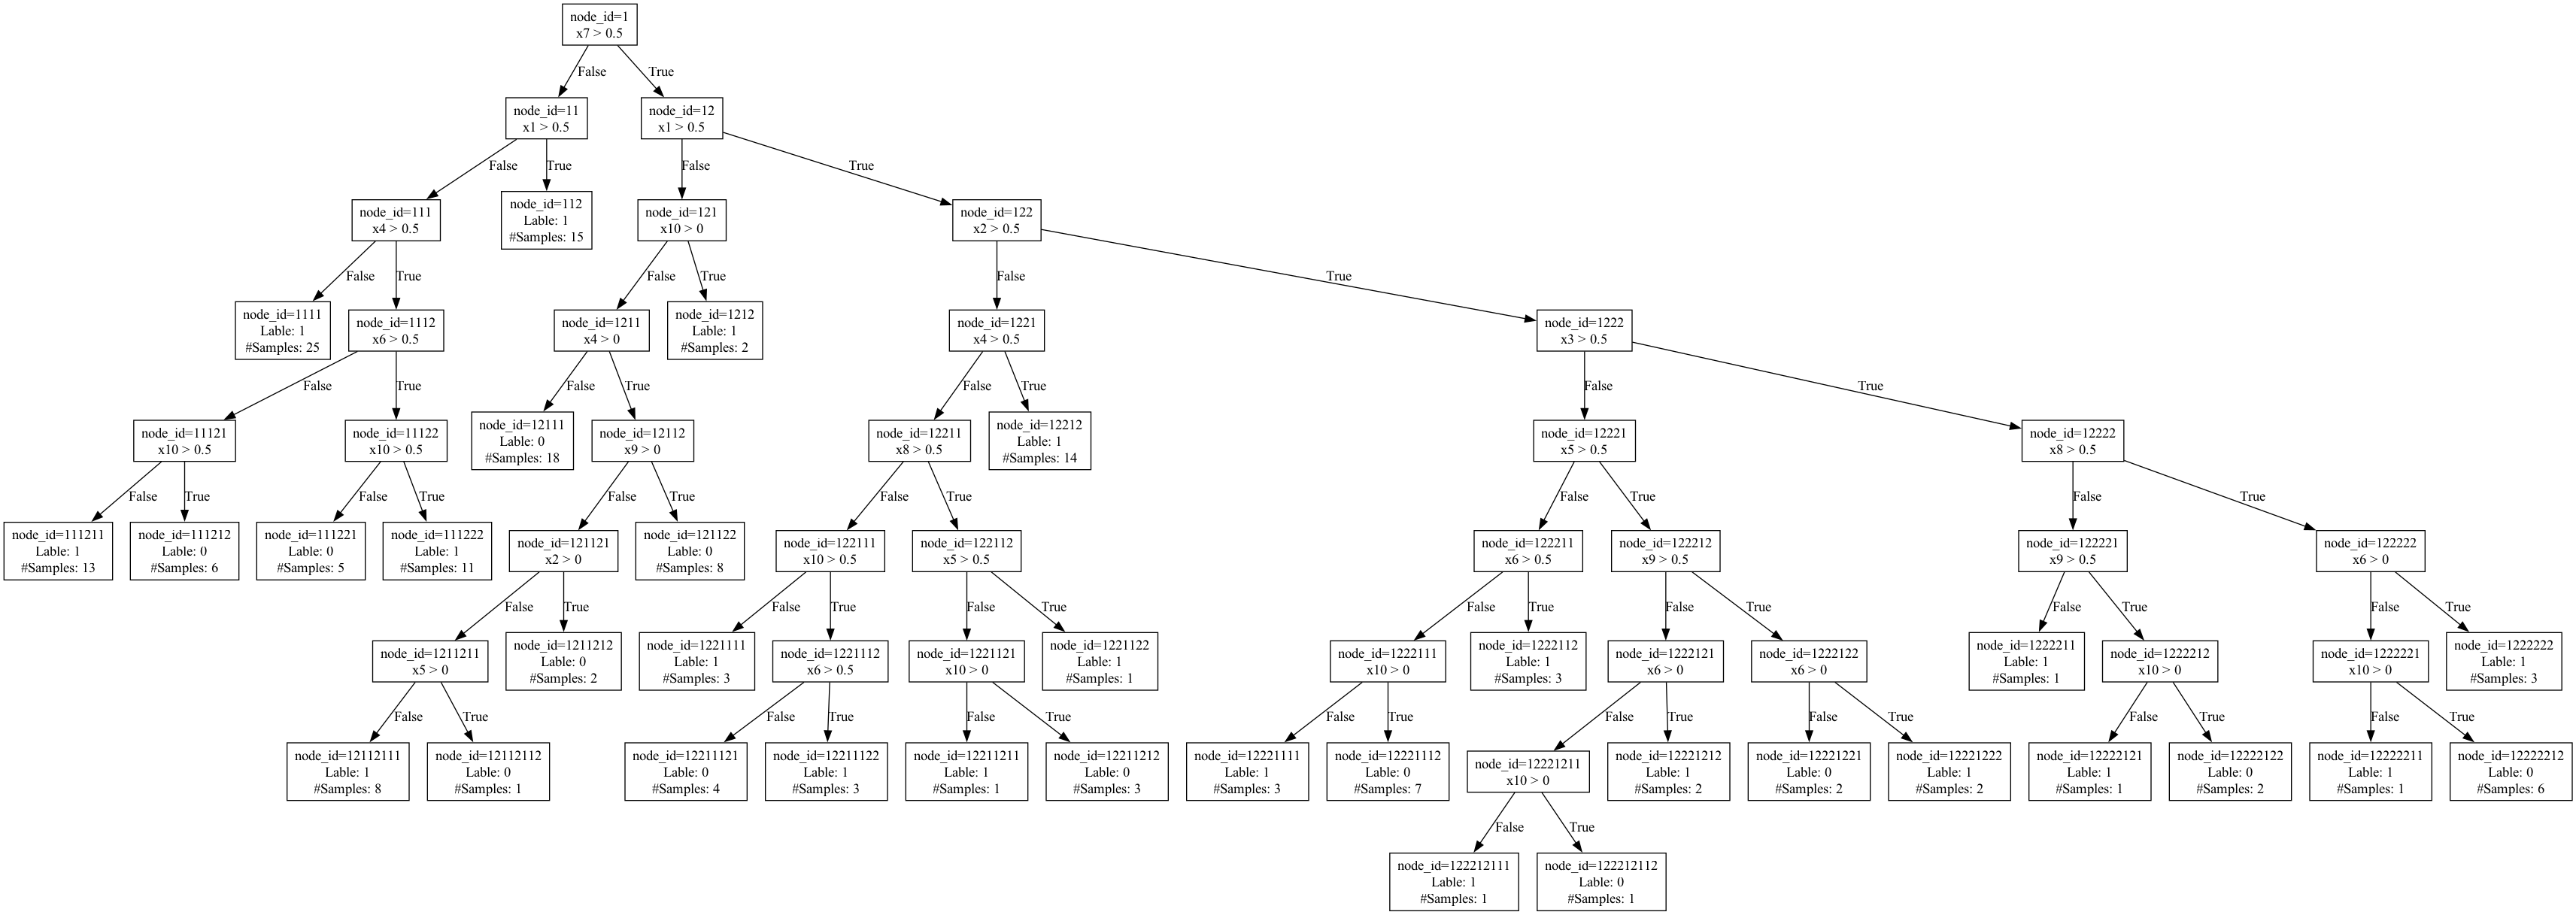 node_id=1
x7 > 0.5
False
True
node_id=11
x1 > 0.5
node_id=12
x1 > 0.5
False
True
False
True
node_id=111
x4 > 0.5
node_id=112
Lable: 1
#Samples: 15
node_id=121
x10 > 0
node_id=122
x2 > 0.5
False
True
False
True
False
True
node_id=1111
Lable: 1
#Samples: 25
node_id=1112
x6 > 0.5
node_id=1211
x4 > 0
node_id=1212
Lable: 1
#Samples: 2
node_id=1221
x4 > 0.5
node_id=1222
x3 > 0.5
False
True
False
True
False
True
False
True
node_id=11121
x10 > 0.5
node_id=11122
x10 > 0.5
node_id=12111
Lable: 0
#Samples: 18
node_id=12112
x9 > 0
node_id=12211
x8 > 0.5
node_id=12212
Lable: 1
#Samples: 14
node_id=12221
x5 > 0.5
node_id=12222
x8 > 0.5
False
True
False
True
False
True
False
True
False
True
False
True
node_id=111211
Lable: 1
#Samples: 13
node_id=111212
Lable: 0
#Samples: 6
node_id=111221
Lable: 0
#Samples: 5
node_id=111222
Lable: 1
#Samples: 11
node_id=121121
x2 > 0
node_id=121122
Lable: 0
#Samples: 8
node_id=122111
x10 > 0.5
node_id=122112
x5 > 0.5
node_id=122211
x6 > 0.5
node_id=122212
x9 > 0.5
node_id=122221
x9 > 0.5
node_id=122222
x6 > 0
False
True
False
True
False
True
False
True
False
True
False
True
False
True
node_id=1211211
x5 > 0
node_id=1211212
Lable: 0
#Samples: 2
node_id=1221111
Lable: 1
#Samples: 3
node_id=1221112
x6 > 0.5
node_id=1221121
x10 > 0
node_id=1221122
Lable: 1
#Samples: 1
node_id=1222111
x10 > 0
node_id=1222112
Lable: 1
#Samples: 3
node_id=1222121
x6 > 0
node_id=1222122
x6 > 0
node_id=1222211
Lable: 1
#Samples: 1
node_id=1222212
x10 > 0
node_id=1222221
x10 > 0
node_id=1222222
Lable: 1
#Samples: 3
False
True
False
True
False
True
False
True
False
True
False
True
False
True
False
True
node_id=12112111
Lable: 1
#Samples: 8
node_id=12112112
Lable: 0
#Samples: 1
node_id=12211121
Lable: 0
#Samples: 4
node_id=12211122
Lable: 1
#Samples: 3
node_id=12211211
Lable: 1
#Samples: 1
node_id=12211212
Lable: 0
#Samples: 3
node_id=12221111
Lable: 1
#Samples: 3
node_id=12221112
Lable: 0
#Samples: 7
node_id=12221211
x10 > 0
node_id=12221212
Lable: 1
#Samples: 2
node_id=12221221
Lable: 0
#Samples: 2
node_id=12221222
Lable: 1
#Samples: 2
node_id=12222121
Lable: 1
#Samples: 1
node_id=12222122
Lable: 0
#Samples: 2
node_id=12222211
Lable: 1
#Samples: 1
node_id=12222212
Lable: 0
#Samples: 6
False
True
node_id=122212111
Lable: 1
#Samples: 1
node_id=122212112
Lable: 0
#Samples: 1